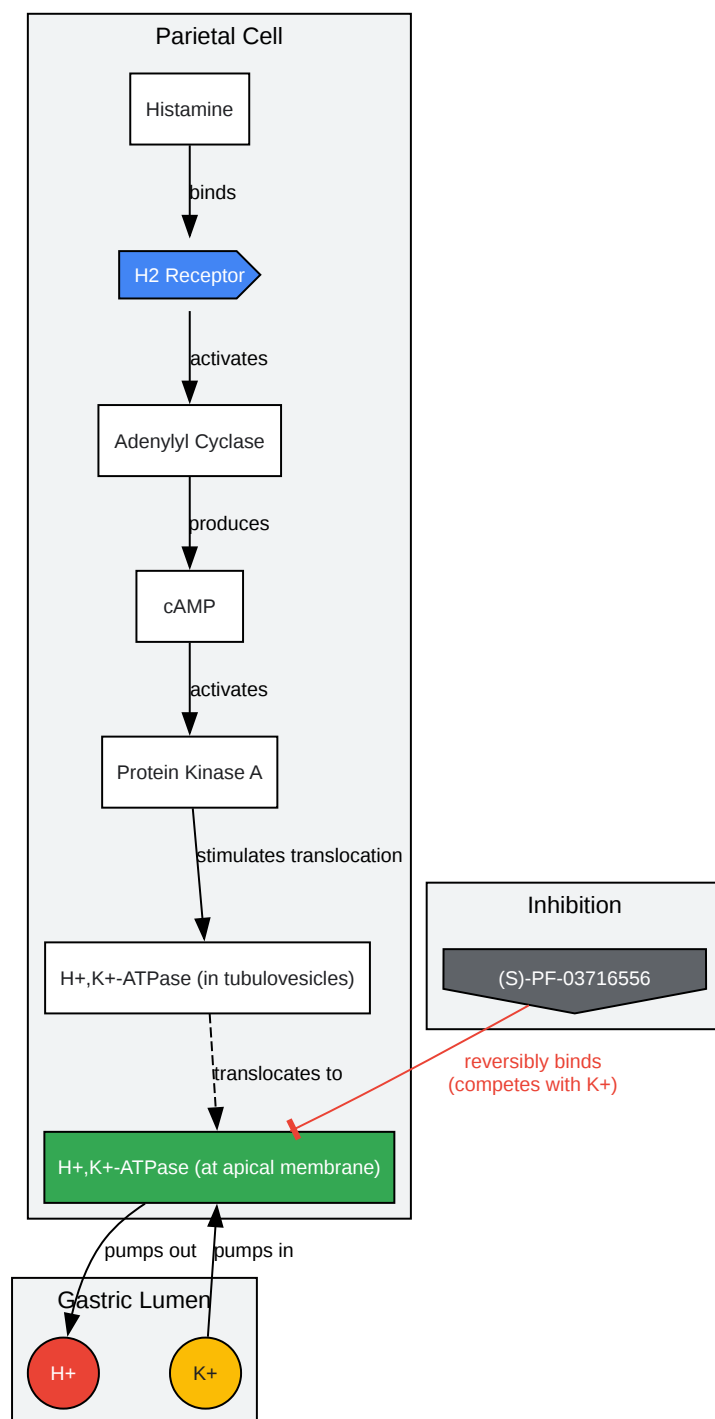 Parietal Cell
Histamine
binds
H2 Receptor
activates
Adenylyl Cyclase
produces
cAMP
activates
Protein Kinase A
stimulates translocation
H+,K+-ATPase (in tubulovesicles)
translocates to
H+,K+-ATPase (at apical membrane)
Inhibition
(S)-PF-03716556
reversibly binds
(competes with K+)
pumps out
pumps in
Gastric Lumen
H+
K+